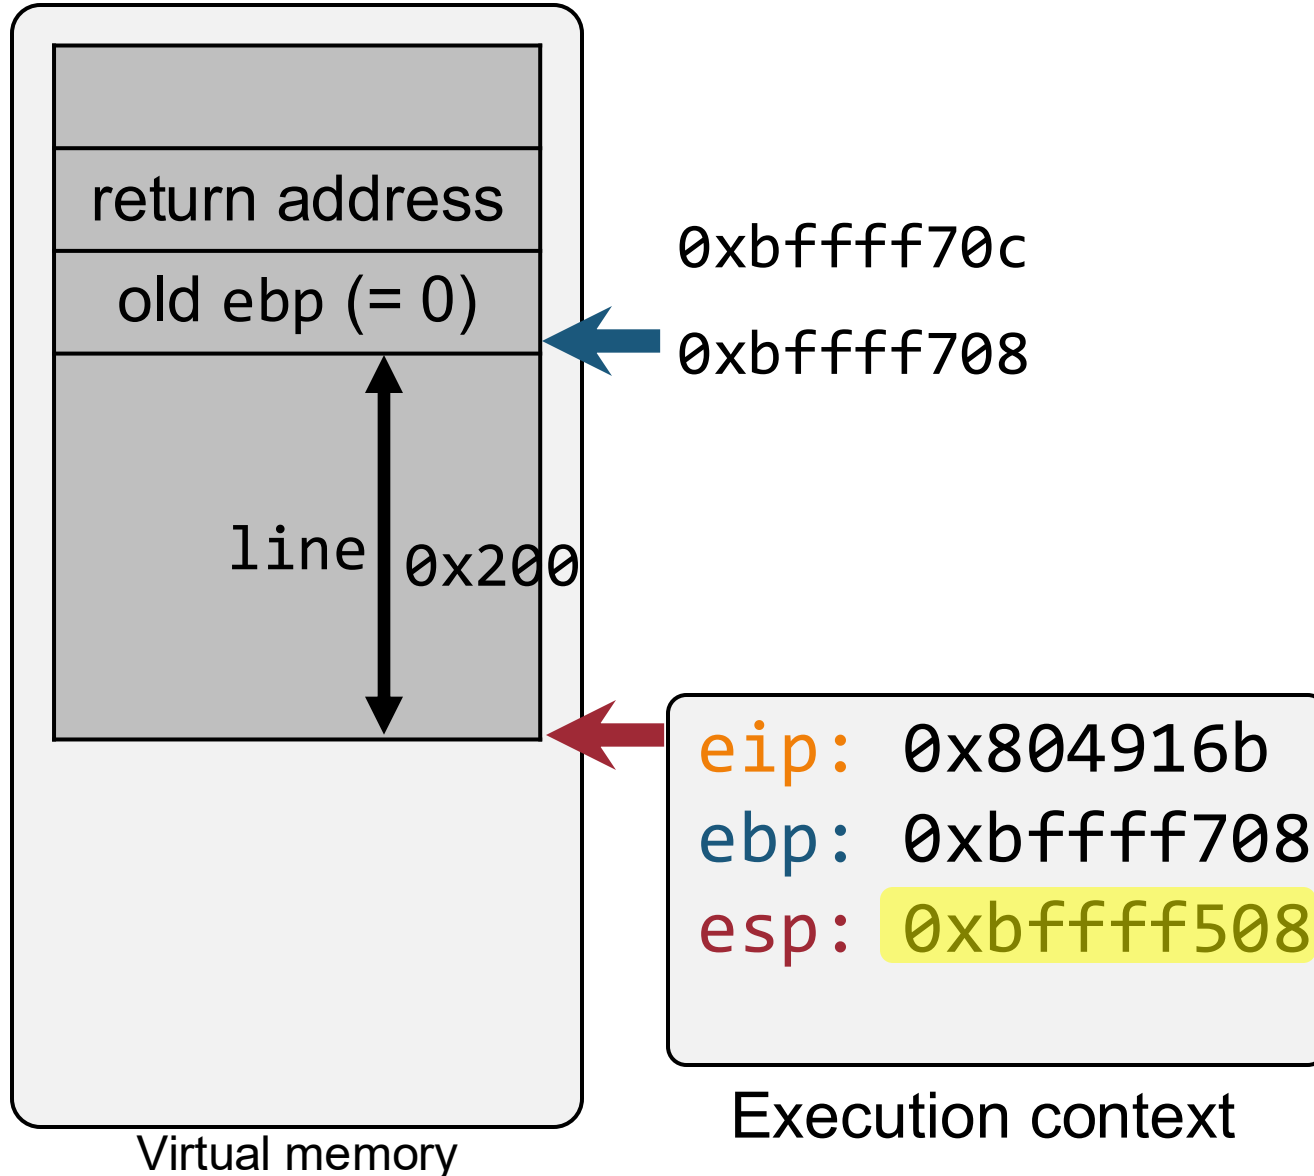 return address
0xbffff70c
old ebp (= 0)
0xbffff708
line
0x200
eip: 0x804916b
ebp: 0xbffff708
esp: 0xbffff508
Execution context
Virtual memory